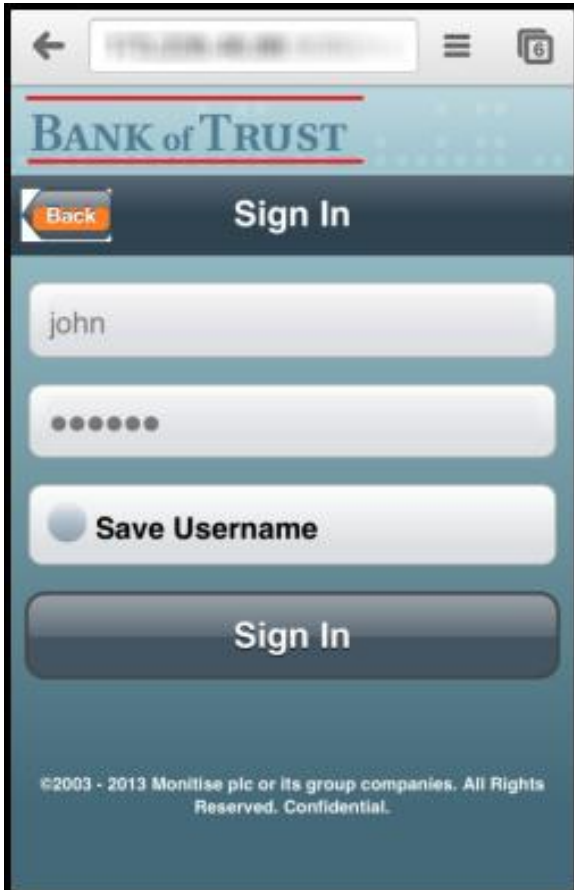 6
BANK of TRUST
Back
Sign In
john
Save Username
Sign In
©2003 - 2013 Monitise plc or its group companies. All Rights
Reserved. Confidential.